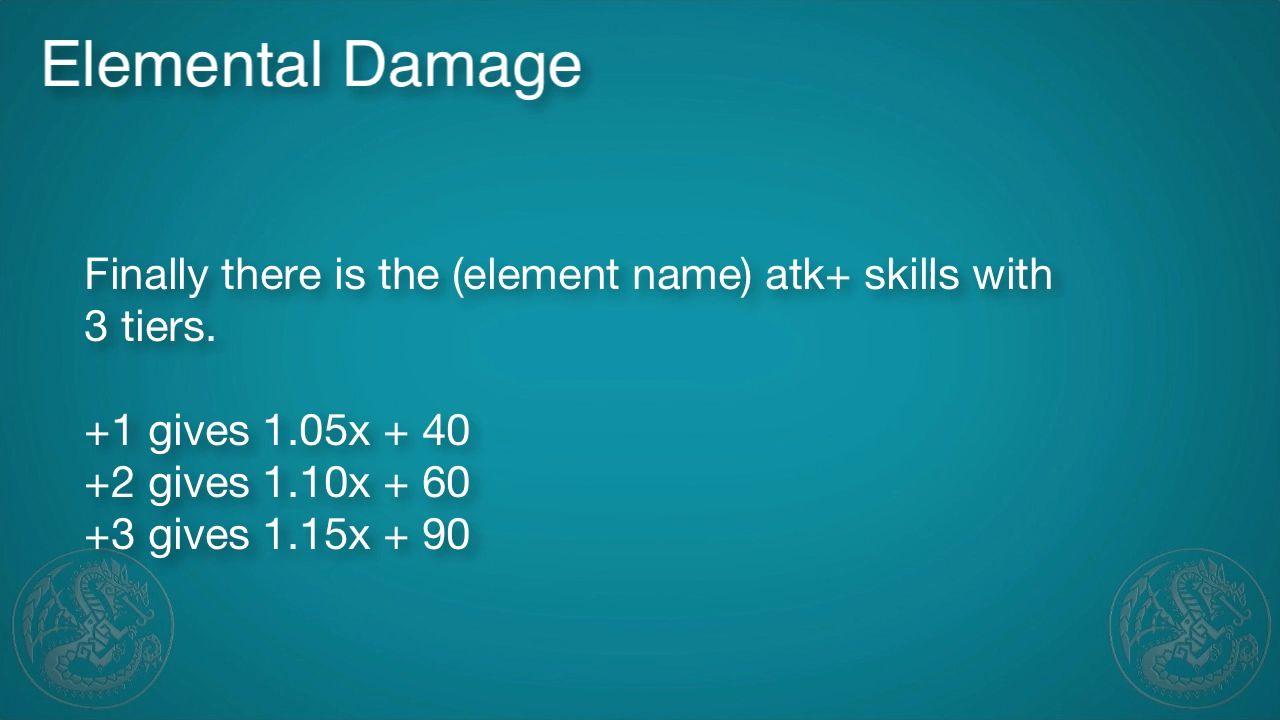 Elemental Damage
Finally there is the (element name) atk+ skills with
3 tiers.
+1 gives 1.05x + 40
+2 gives 1.10x + 60
+3 gives 1.15x + 90